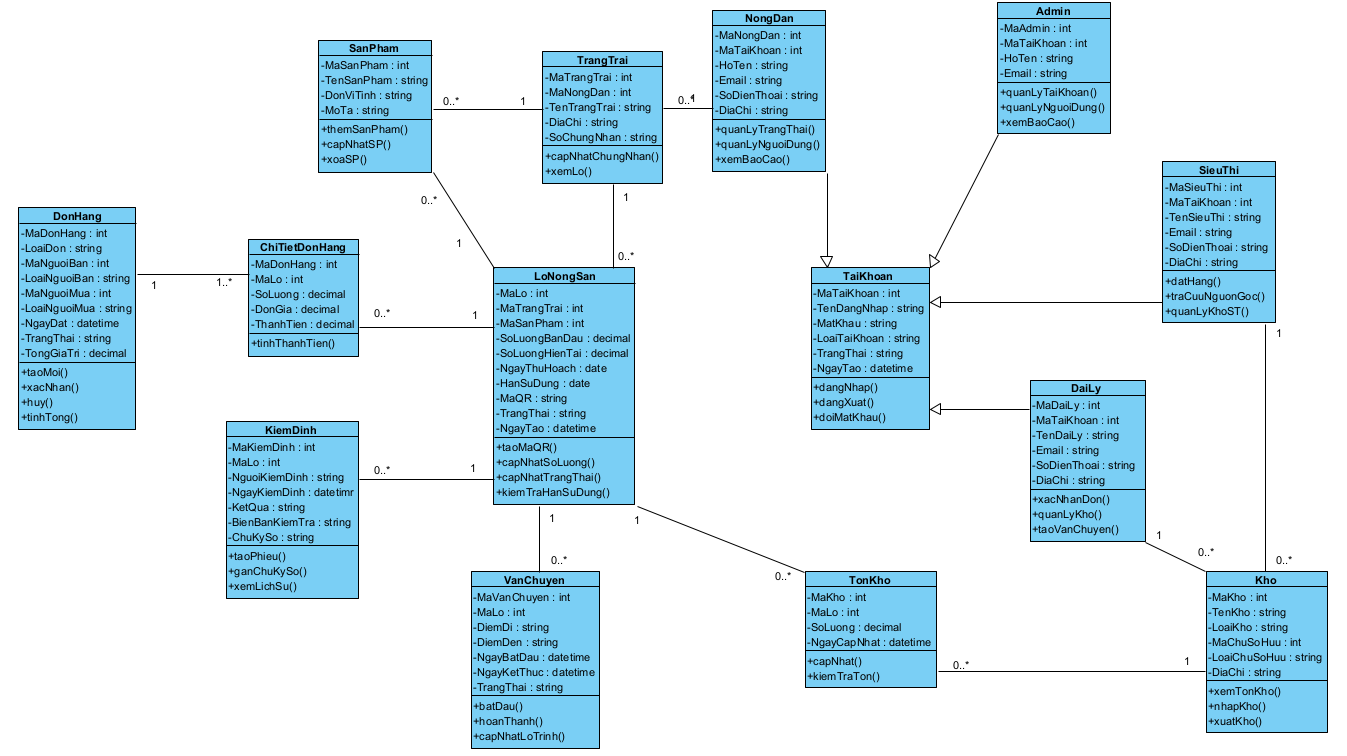 SanPham
-MaSanPham : int
-TenSanPham : string
-DonViTinh : string
-MoTa : string
+themSanPham()
+capNhatSP()
+xoaSP()
0..*
1
TrangTrai
-MaTrangTrai : int
-MaNongDan : int
-TenTrangTrai : string
-DiaChi : string
-SoChungNhan : string
+capNhatChungNhan()
+xemLo()
0..*
1
NongDan
-MaNongDan : int
-MaTaiKhoan : int
-HoTen : string
-Email : string
-SoDienThoai : string
-DiaChi : string
+quanLyTrangThai()
+quanLyNguoiDung()
+xemBaoCao()
Admin
-MaAdmin : int
-MaTaiKhoan : int
-HoTen : string
-Email : string
+quanLyTaiKhoan()
+quanLyNguoiDung()
+xemBaoCao()
SieuThi
-MaSieuThi : int
-MaTaiKhoan : int
-TenSieuThi : string
-Email : string
-SoDienThoai : string
-DiaChi : string
+datHang()
+traCuuNguonGoc()
+quanLyKhoST()
0..*
1
1
0..*
DonHang
-MaDonHang : int
-LoaiDon : string
-MaNguoiBan : int
-LoaiNguoiBan : string
-MaNguoiMua : int
-LoaiNguoiMua : string
-NgayDat : datetime
-TrangThai : string
-TongGiaTri : decimal
+taoMoi()
+xacNhan()
+huy()
+tinhTong()
1
1..*
ChiTietDonHang
-MaDonHang : int
-MaLo : int
-SoLuong : decimal
-DonGia : decimal
-ThanhTien : decimal
+tinhThanhTien()
0..*
1
LoNongSan
-MaLo : int
-MaTrangTrai : int
-MaSanPham : int
-SoLuongBanDau : decimal
-SoLuongHienTai : decimal
-NgayThuHoach : date
-HanSuDung : date
-MaQR : string
-TrangThai : string
-NgayTao : datetime
+taoMaQR()
+capNhatSoLuong()
+capNhatTrangThai()
+kiemTraHanSuDung()
TaiKhoan
-MaTaiKhoan : int
-TenDangNhap : string
-MatKhau : string
-LoaiTaiKhoan : string
-TrangThai : string
-NgayTao : datetime
+dangNhap()
+dangXuat()
+doiMatKhau()
1
DaiLy
-MaDaiLy : int
-MaTaiKhoan : int
-TenDaiLy : string
-Email : string
-SoDienThoai : string
-DiaChi : string
+xacNhanDon()
+quanLyKho()
+taoVanChuyen()
KiemDinh
-MaKiemDinh : int
-MaLo : int
-NguoiKiemDinh : string
-NgayKiemDinh : datetimr
-KetQua : string
-BienBanKiemTra : string
-ChuKySo : string
+taoPhieu()
+ganChuKySo()
+xemLichSu()
0..*
1
1
0..*
1
0..*
1
0..*
0..*
VanChuyen
-MaVanChuyen : int
-MaLo : int
-DiemDi : string
-DiemDen : string
-NgayBatDau : datetime
-NgayKetThuc : datetime
-TrangThai : string
+batDau()
+hoanThanh()
+capNhatLoTrinh()
TonKho
-MaKho : int
-MaLo : int
-SoLuong : decimal
-NgayCapNhat : datetime
+capNhat()
+kiemTraTon()
0..*
1
Kho
-MaKho : int
-TenKho : string
-LoaiKho : string
-MaChuSoHuu : int
-LoaiChuSoHuu : string
-DiaChi : string
+xemTonKho()
+nhapKho()
+xuatKho()